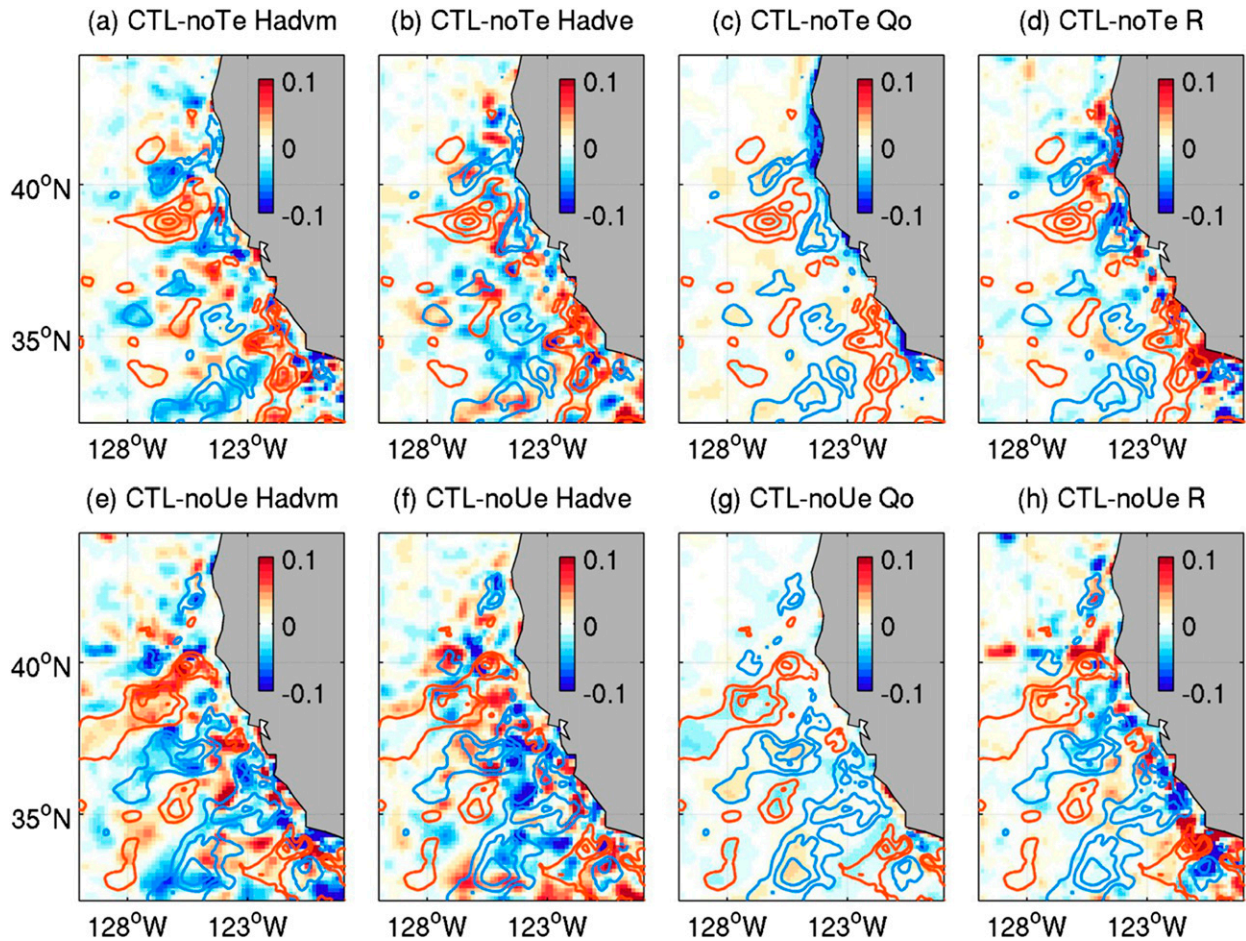 (a) CTL-noTe Hadvm (b) CTL-noTe Hadve (c) CTL-noTe Qo (d) CTL-noTe R
0.1 0.1 0.1 0.1
0 0 0 0
40°N -0.1 -0.1 -0.1 -0.1
35°N
128°W 123°W 128°W 123°W 128°W 123°W 128°W 123°W
(e) CTL-noUe Hadvm (f) CTL-noUe Hadve (g) CTL-noUe Qo (h) CTL-noUe R
0.1 0.1 0.1 0.1
0 0 0 0
40°N -0.1 -0.1 -0.1 -0.1
35°N
128°W 123°W 128°W 123°W 128°W 123°W 128°W 123°W